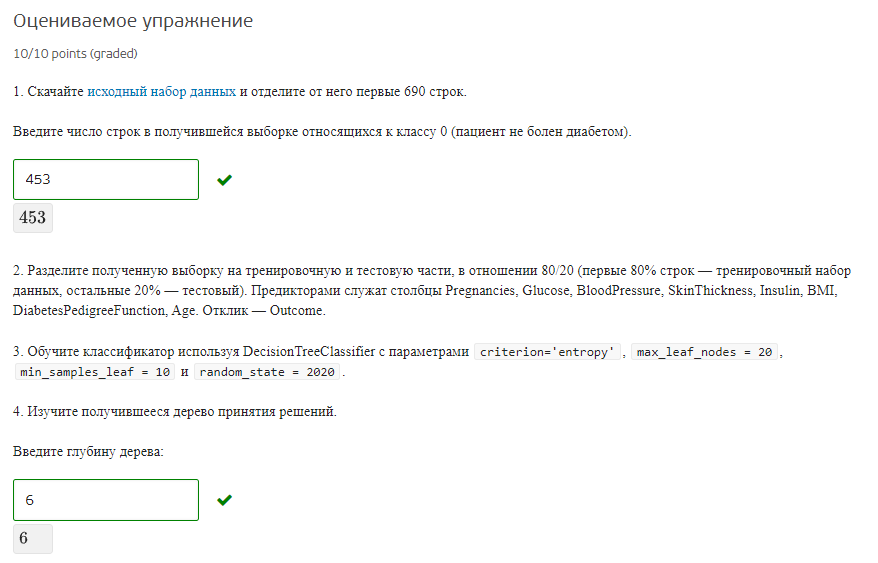 Оцениваемое упражнение
10/10 points (graded)
1. Скачайте исходный набор данных и отделите от него первые 690 строк.
Введите число строк в получившейся выборке относящихся к классу 0 (пациент не болен диабетом).
453
453
2. Разделите полученную выборку на тренировочную и тестовую части, в отношении 80/20 (первые 80% строк — тренировочный набор
данных, остальные 20% — тестовый). Предикторами служат столбцы Pregnancies, Glucose, BloodPressure, SkinThickness, Insulin, BMI,
DiabetesPedigreeFunction, Age. Отклик — Outcome.
3. Обучите классификатор используя DecisionTreeClassifier с параметрами criterion='entropy' , max_leaf_nodes = 20 ,
min_samples_leaf = 10 и random_state = 2020 .
4. Изучите получившееся дерево принятия решений.
Введите глубину дерева:
6
6